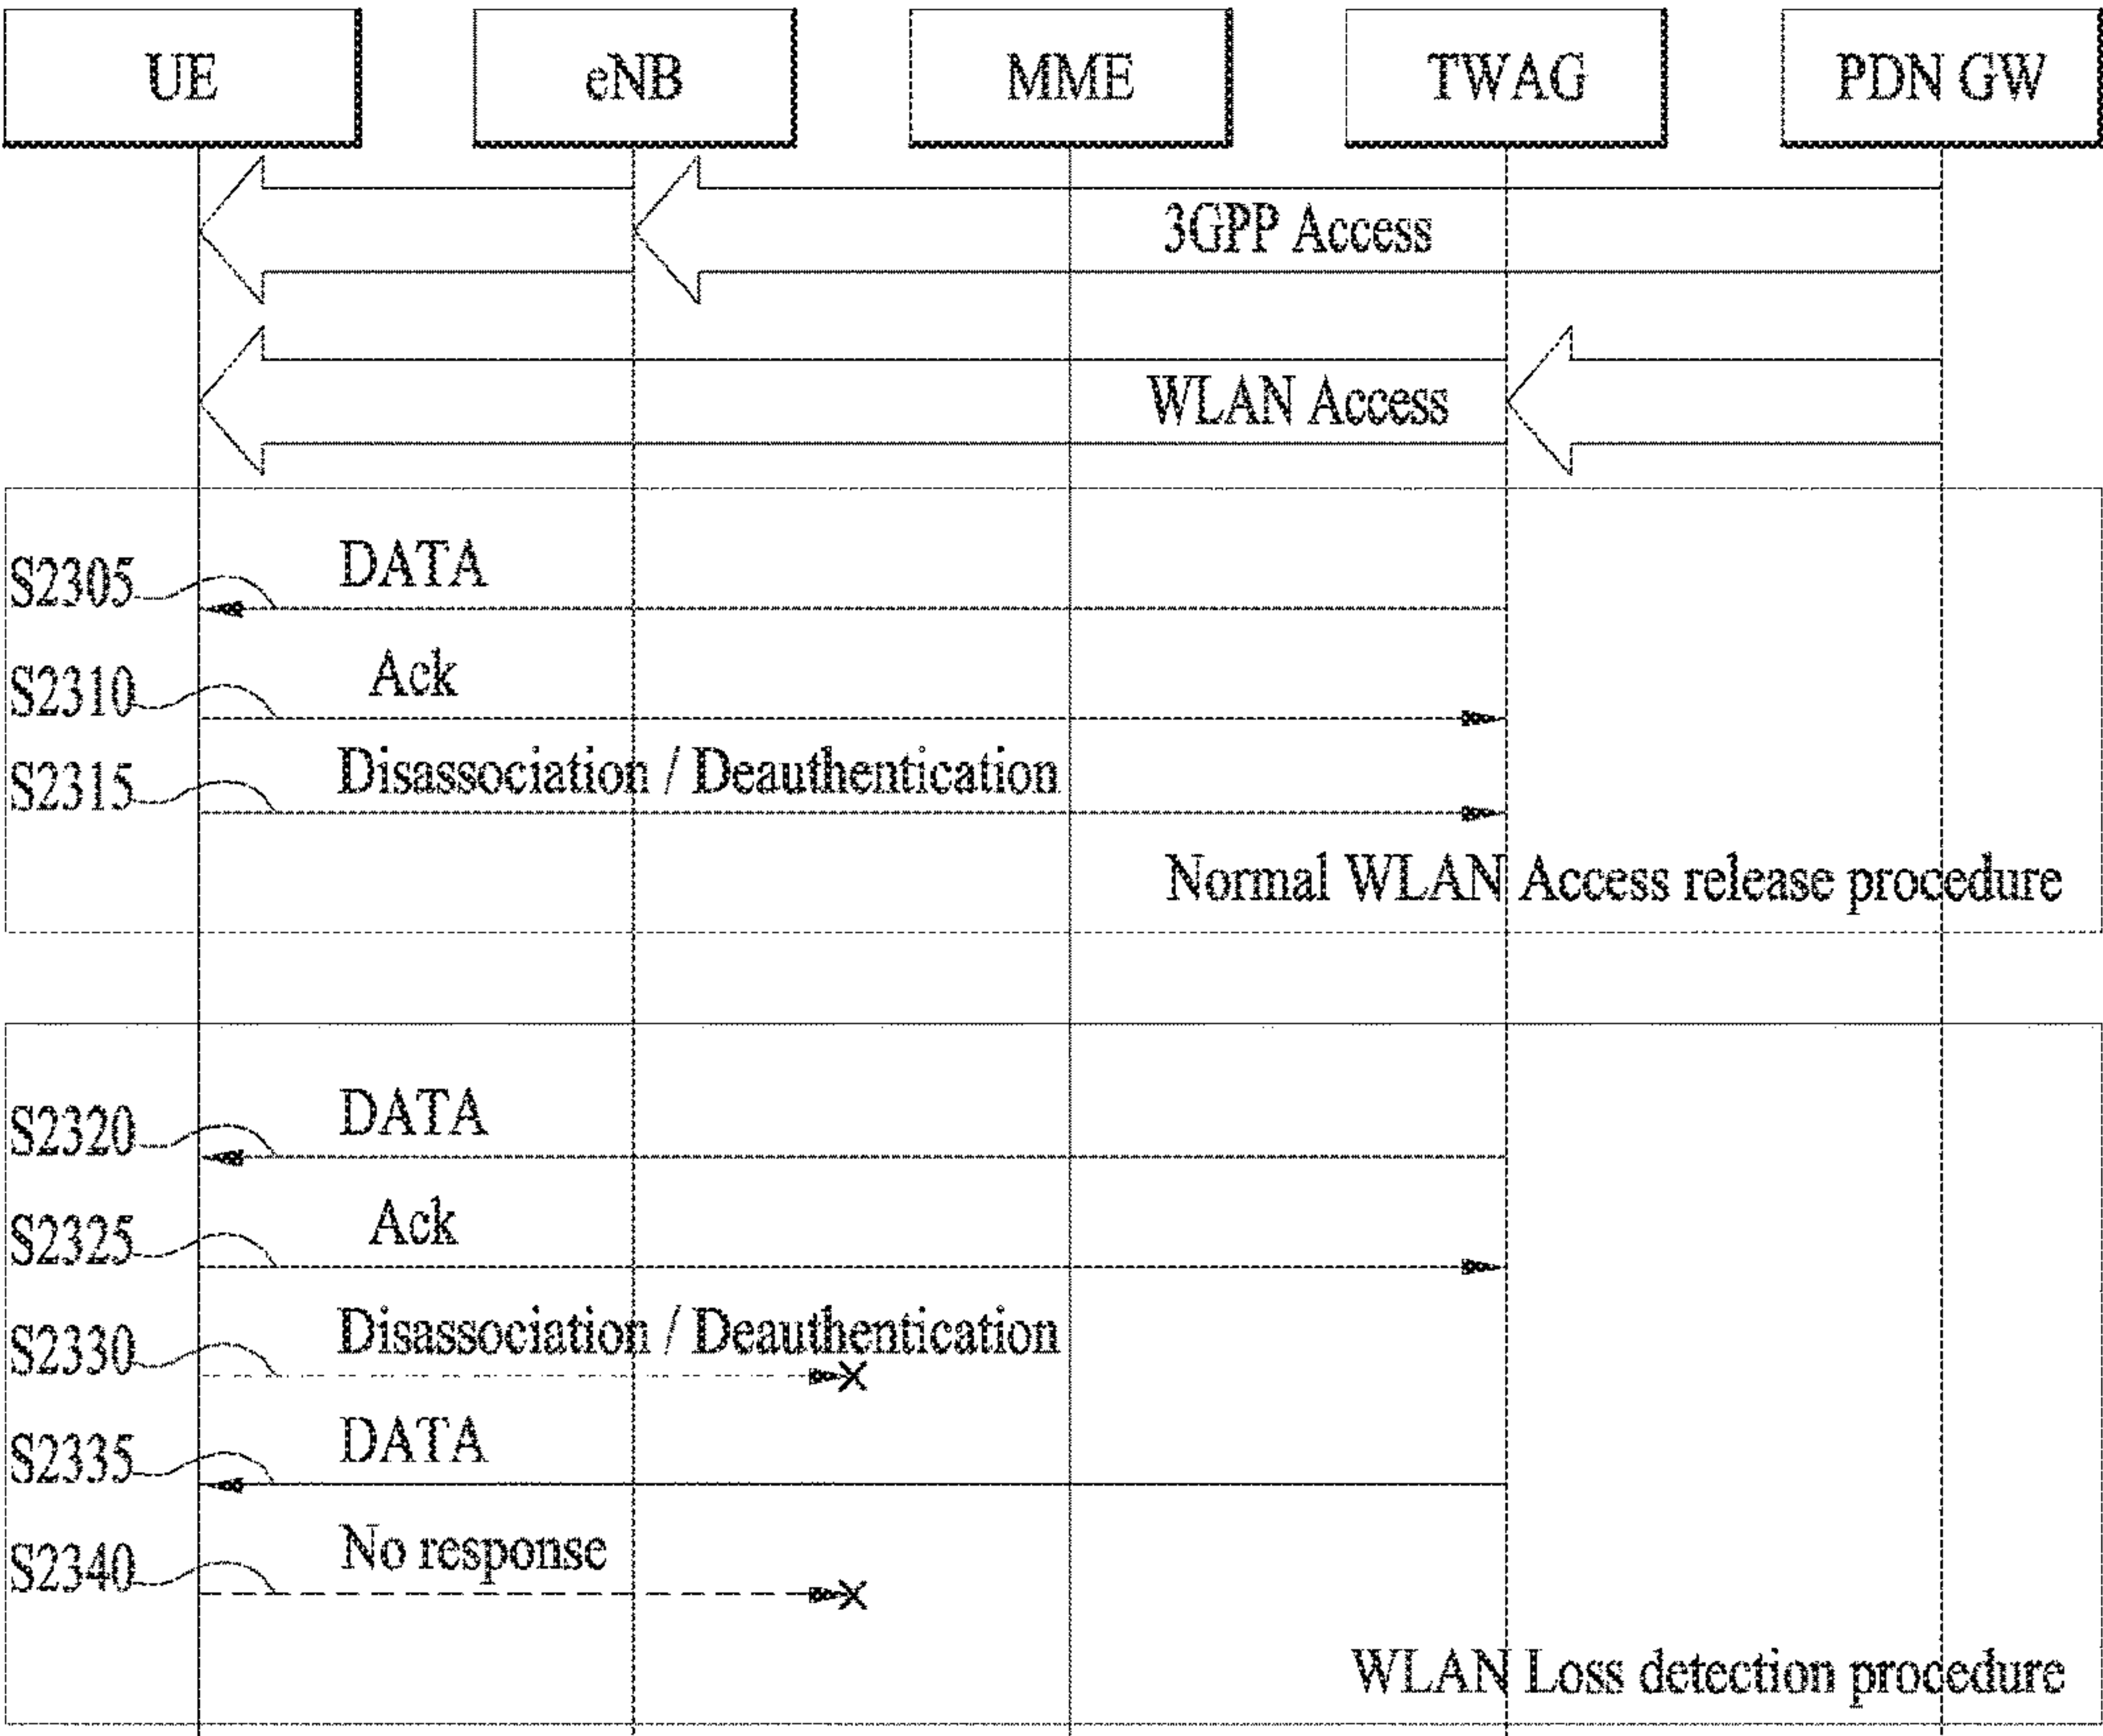 UE eNB MME TWAG PDN GW
3GPP Access
WLAN Access
S2305 DATA
S2310 Ack
S2315 Disassociation / Deauthentication
Normal WLAN Access release procedure
S2320 DATA
S2325 Ack
S2330 Disassociation / Deauthentication
S2335 DATA
S2340 No response
WLAN Loss detection procedure